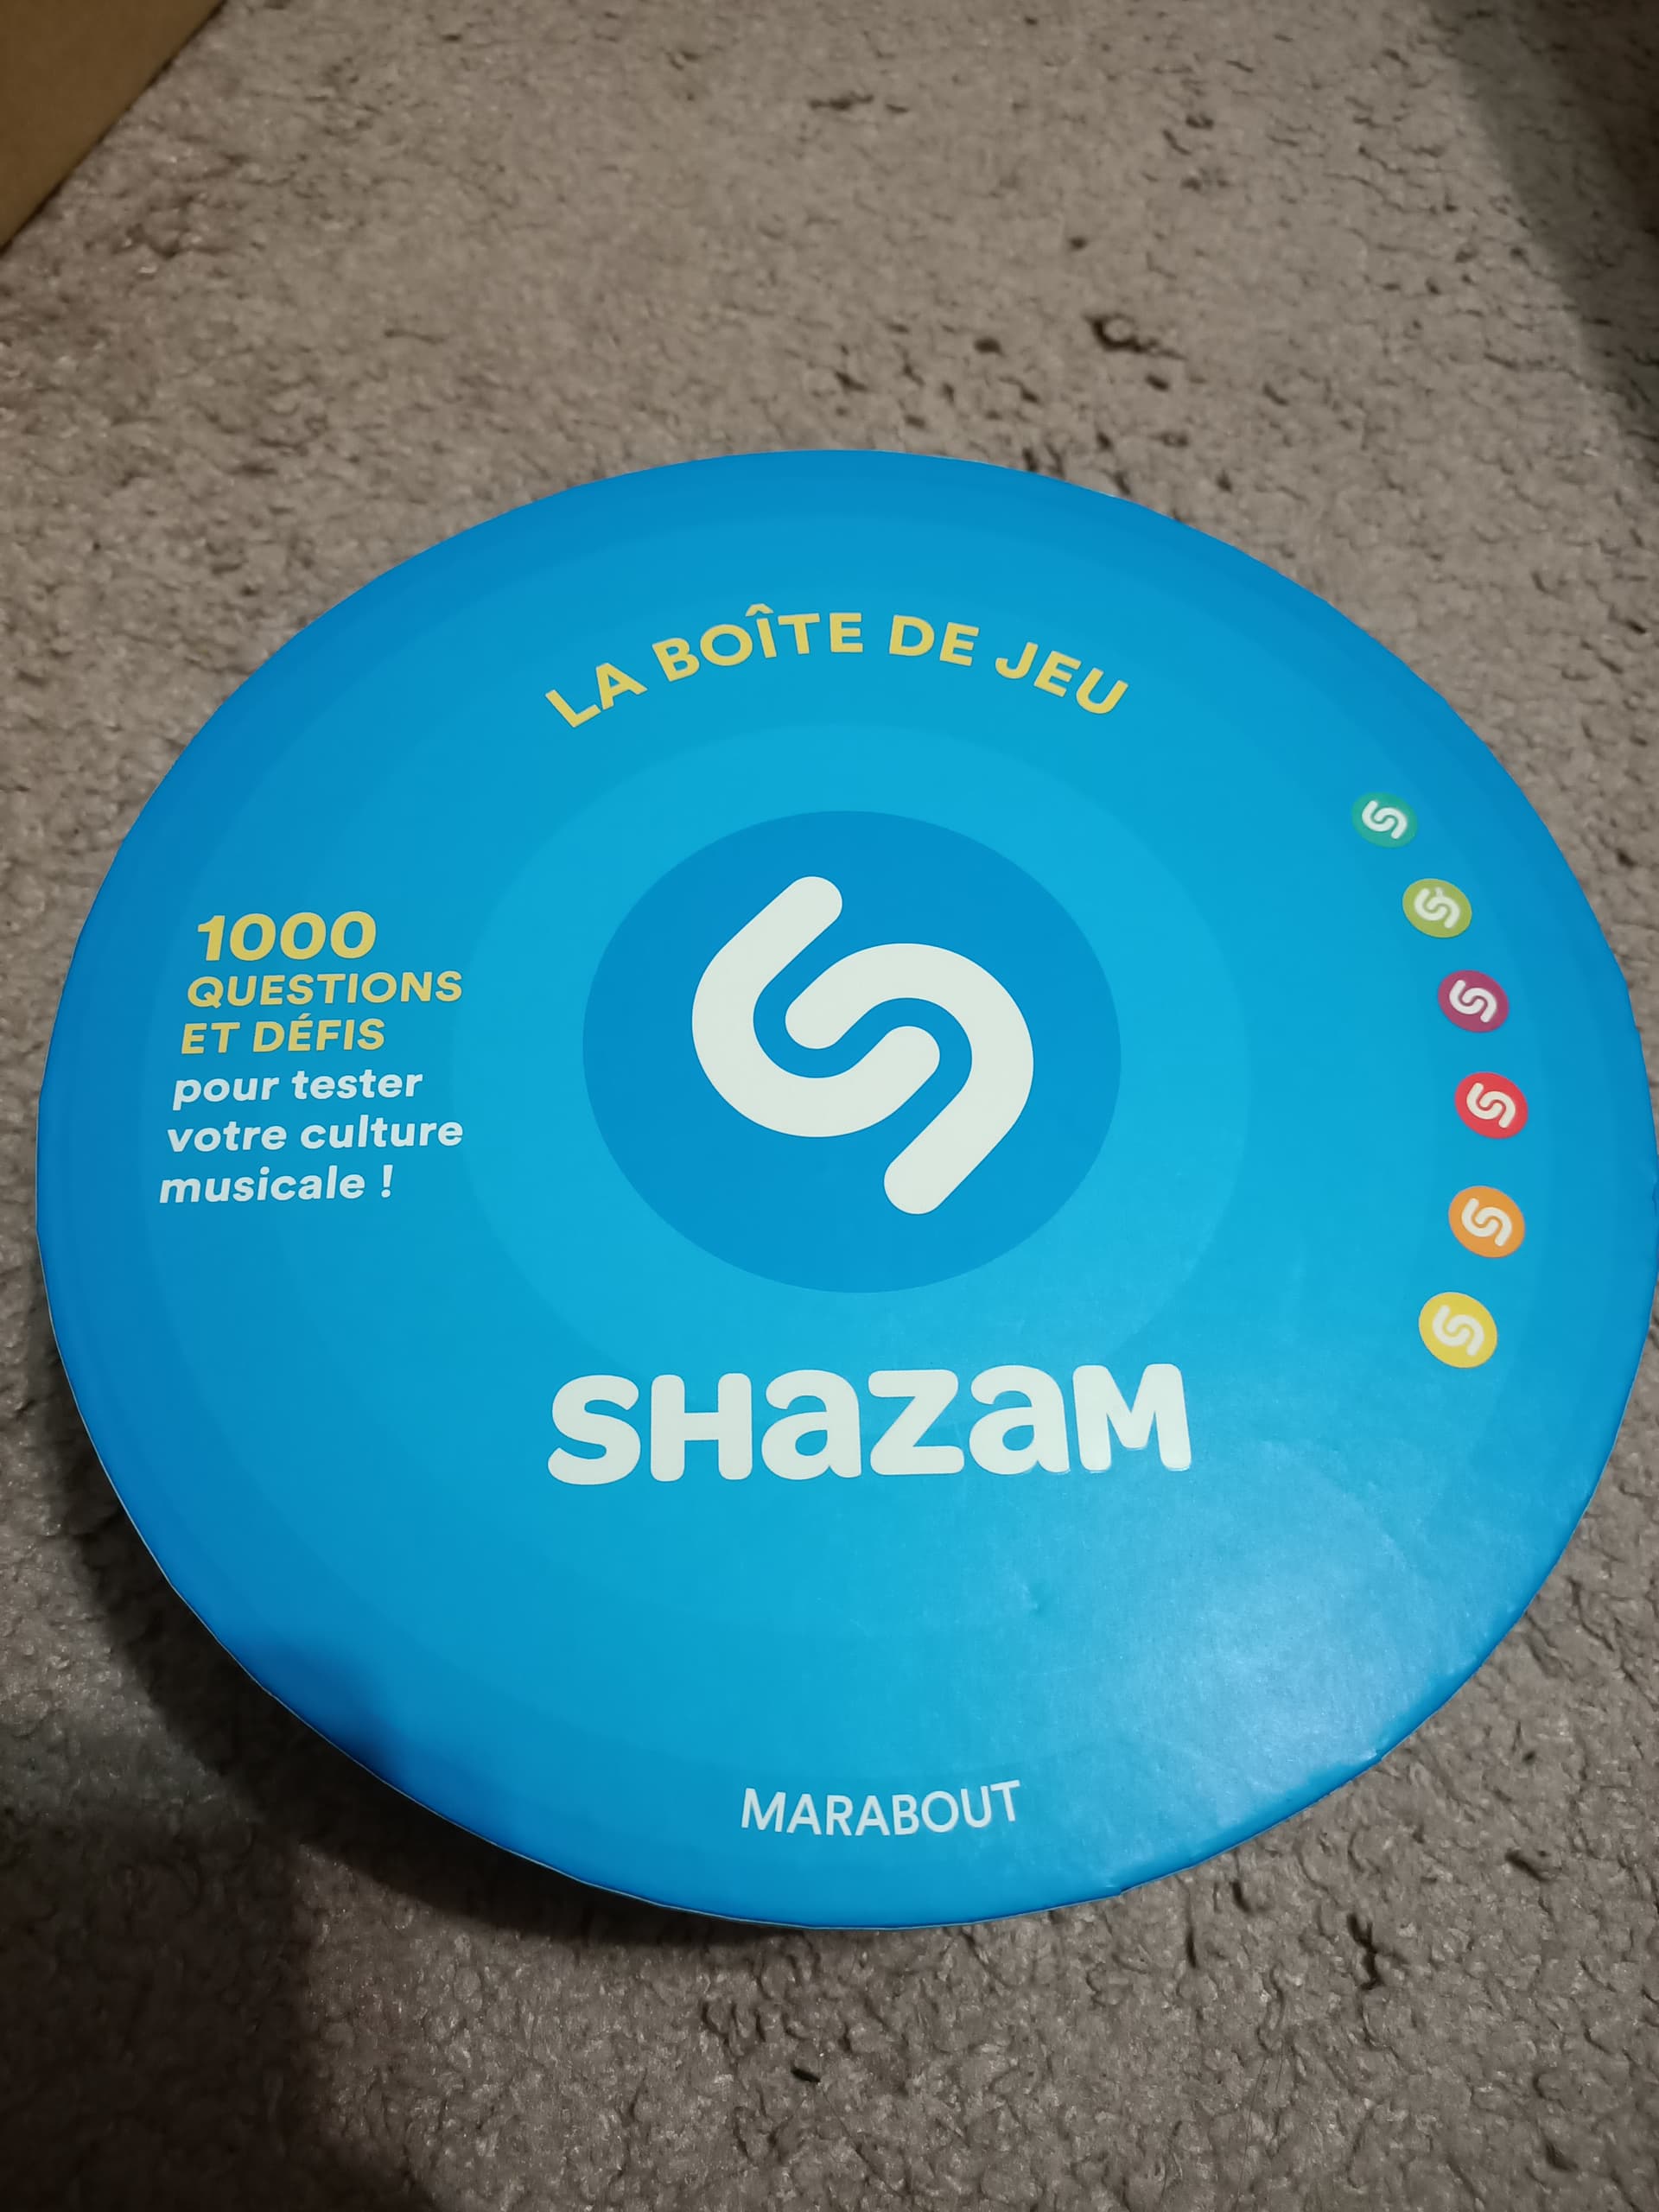 LA BOÎTE DE JEU
1000
QUESTIONS
ET DÉFIS
pour tester
votre culture
musicale !
SHAZAM
MARABOUT